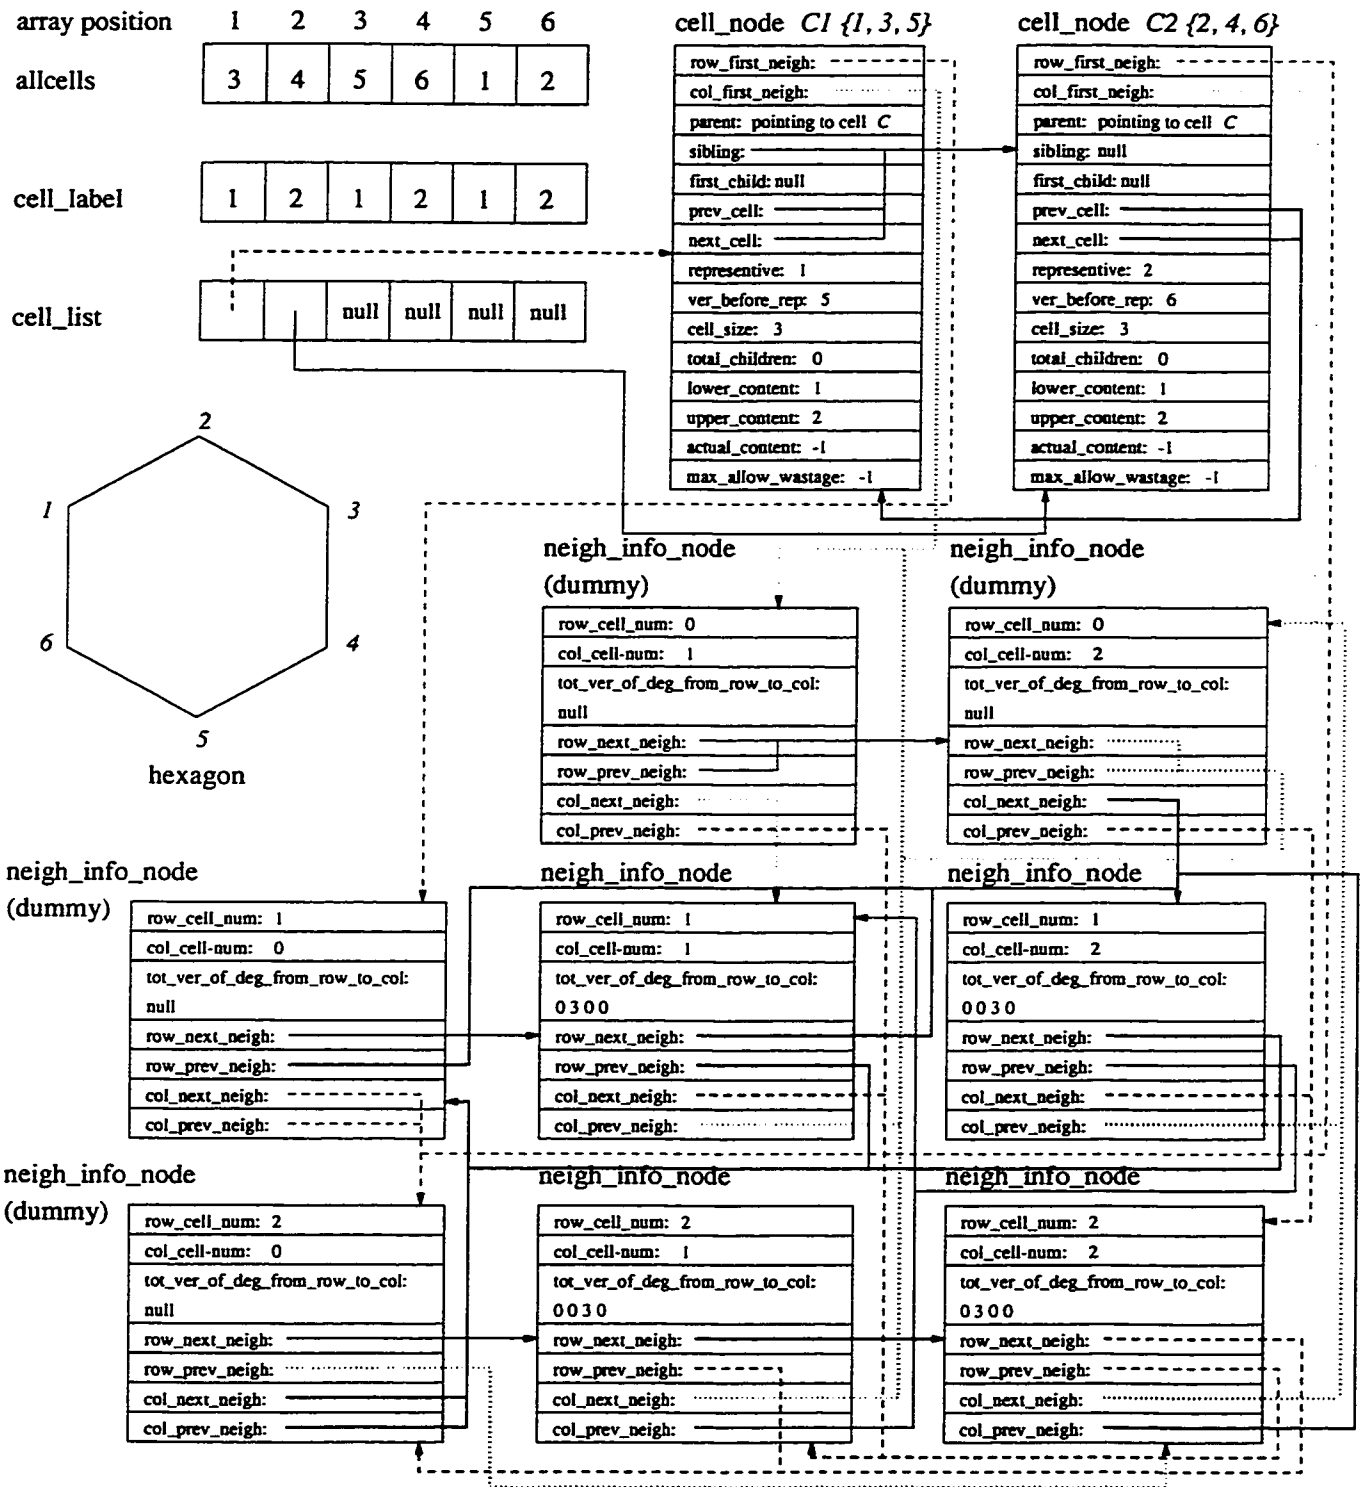 array position 1 2 3 4 5 6
allcells 3 4 5 6 1 2
cell_label 1 2 1 2 1 2
cell_list null null null null
cell_node C1 {1, 3, 5}
row_first_neigh:
col_first_neigh:
parent: pointing to cell C
sibling:
first_child: null
prev_cell:
next_cell:
representive: 1
ver_before_rep: 5
cell_size: 3
total_children: 0
lower_content: 1
upper_content: 2
actual_content: -1
max_allow_wastage: -1
cell_node C2 {2, 4, 6}
row_first_neigh:
col_first_neigh:
parent: pointing to cell C
sibling: null
first_child: null
prev_cell:
next_cell:
representive: 2
ver_before_rep: 6
cell_size: 3
total_children: 0
lower_content: 1
upper_content: 2
actual_content: -1
max_allow_wastage: -1
2
1
3
6
4
5
hexagon
neigh_info_node
(dummy)
row_cell_num: 0
col_cell-num: 1
tot_ver_of_deg_from_row_to_col:
null
row_next_neigh:
row_prev_neigh:
col_next_neigh:
col_prev_neigh:
neigh_info_node
(dummy)
row_cell_num: 0
col_cell-num: 2
tot_ver_of_deg_from_row_to_col:
null
row_next_neigh:
row_prev_neigh:
col_next_neigh:
col_prev_neigh:
neigh_info_node
(dummy)
row_cell_num: 1
col_cell-num: 0
tot_ver_of_deg_from_row_to_col:
null
row_next_neigh:
row_prev_neigh:
col_next_neigh:
col_prev_neigh:
neigh_info_node
row_cell_num: 1
col_cell-num: 1
tot_ver_of_deg_from_row_to_col:
0 3 0 0
row_next_neigh:
row_prev_neigh:
col_next_neigh:
col_prev_neigh:
neigh_info_node
row_cell_num: 1
col_cell-num: 2
tot_ver_of_deg_from_row_to_col:
0 0 3 0
row_next_neigh:
row_prev_neigh:
col_next_neigh:
col_prev_neigh:
neigh_info_node
(dummy)
row_cell_num: 2
col_cell-num: 0
tot_ver_of_deg_from_row_to_col:
null
row_next_neigh:
row_prev_neigh:
col_next_neigh:
col_prev_neigh:
neigh_info_node
row_cell_num: 2
col_cell-num: 1
tot_ver_of_deg_from_row_to_col:
0 0 3 0
row_next_neigh:
row_prev_neigh:
col_next_neigh:
col_prev_neigh:
neigh_info_node
row_cell_num: 2
col_cell-num: 2
tot_ver_of_deg_from_row_to_col:
0 3 0 0
row_next_neigh:
row_prev_neigh:
col_next_neigh:
col_prev_neigh: